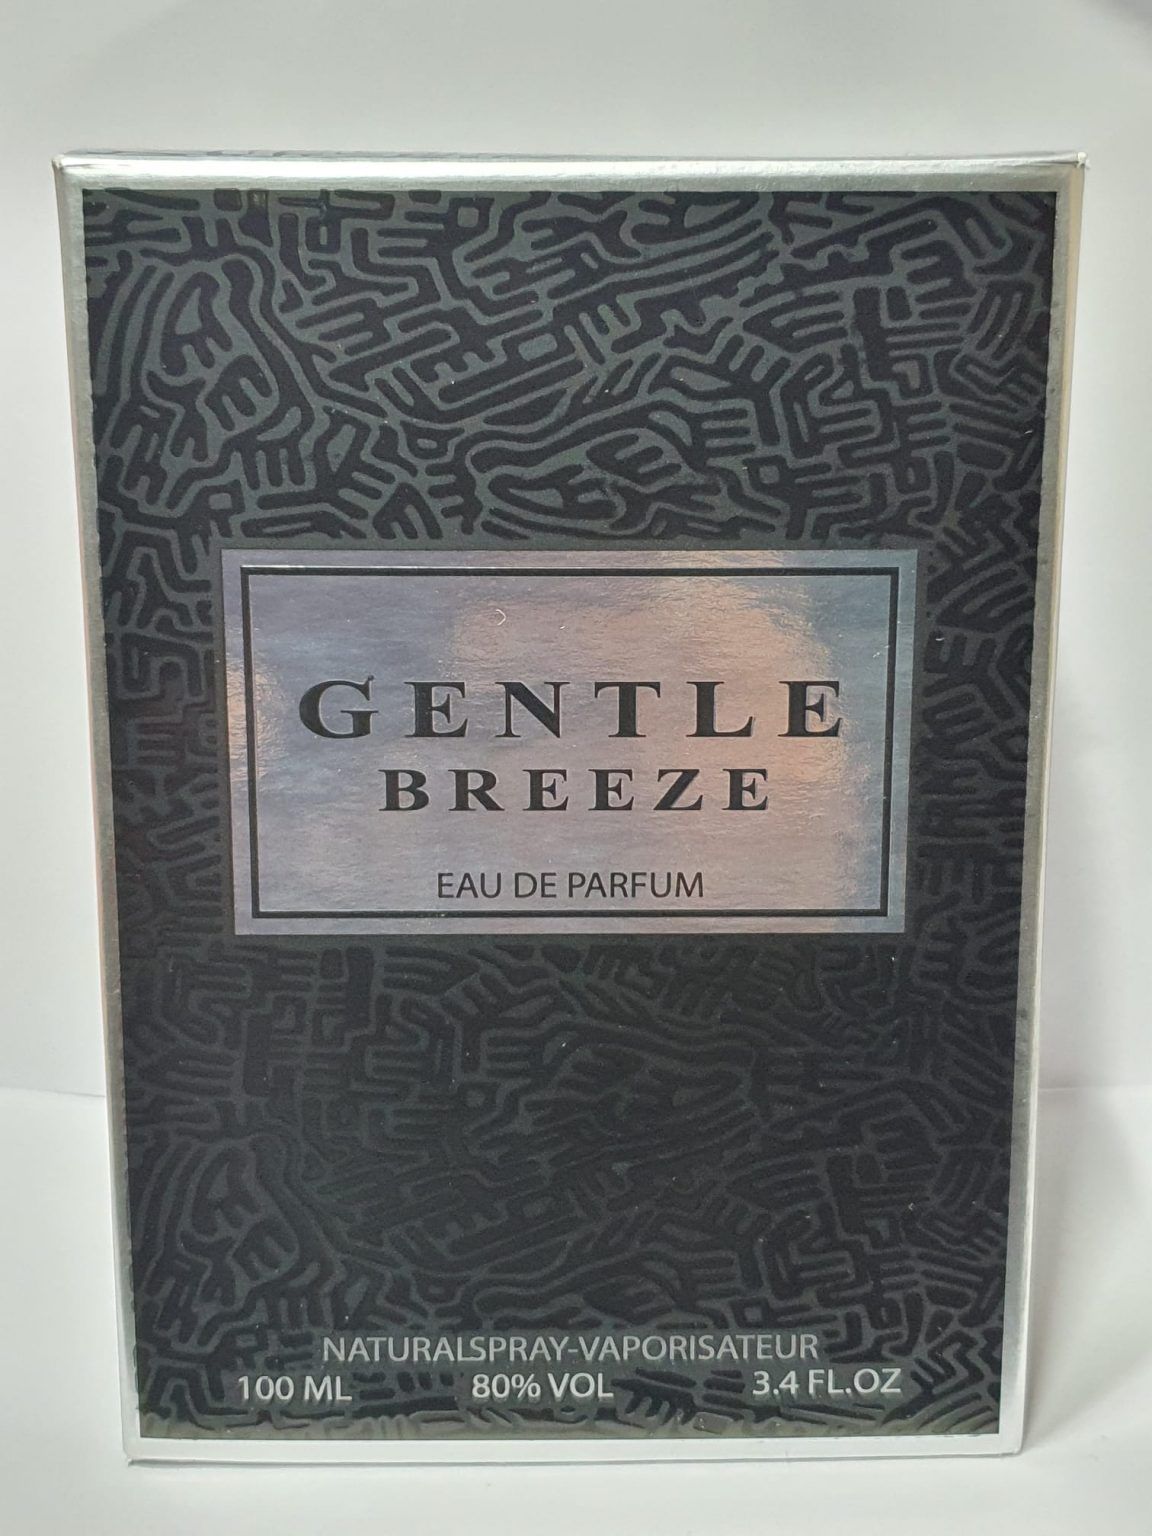 GENTLE
BREEZE
EAU DE PARFUM
NATURALSPRAY-VAPORISATEUR
100 ML 80% VOL 3.4 FL.OZ